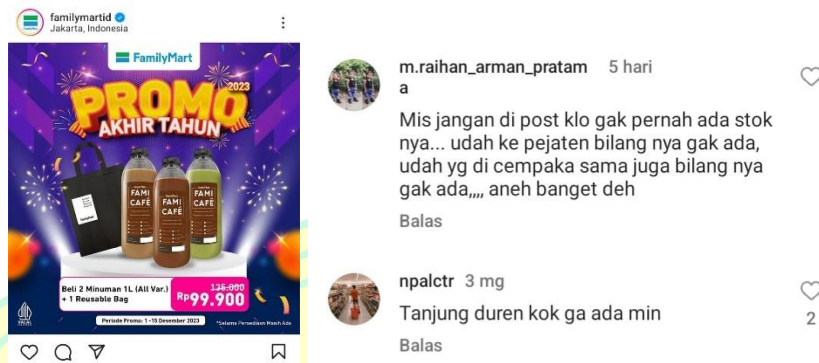 familymartid
Jakarta, Indonesia
FamilyMart
PROMO
2023
AKHIR TAHUN
FamilyMart
FAMI
CAFÉ
FAMI
CAFÉ
FAMI
CAFÉ
Beli 2 Minuman 1L (All Var.)
+ 1 Reusable Bag
135.000
Rp99.900
Periode Promo: 1 - 15 Desember 2023
*Selama Persediaan Masih Ada
m.raihan_arman_pratam 5 hari
a
Mis jangan di post klo gak pernah ada stok
nya... udah ke pejaten bilang nya gak ada,
udah yg di cempaka sama juga bilang nya
gak ada,,,, aneh banget deh
Balas
npalctr 3 mg
Tanjung duren kok ga ada min
2
Balas